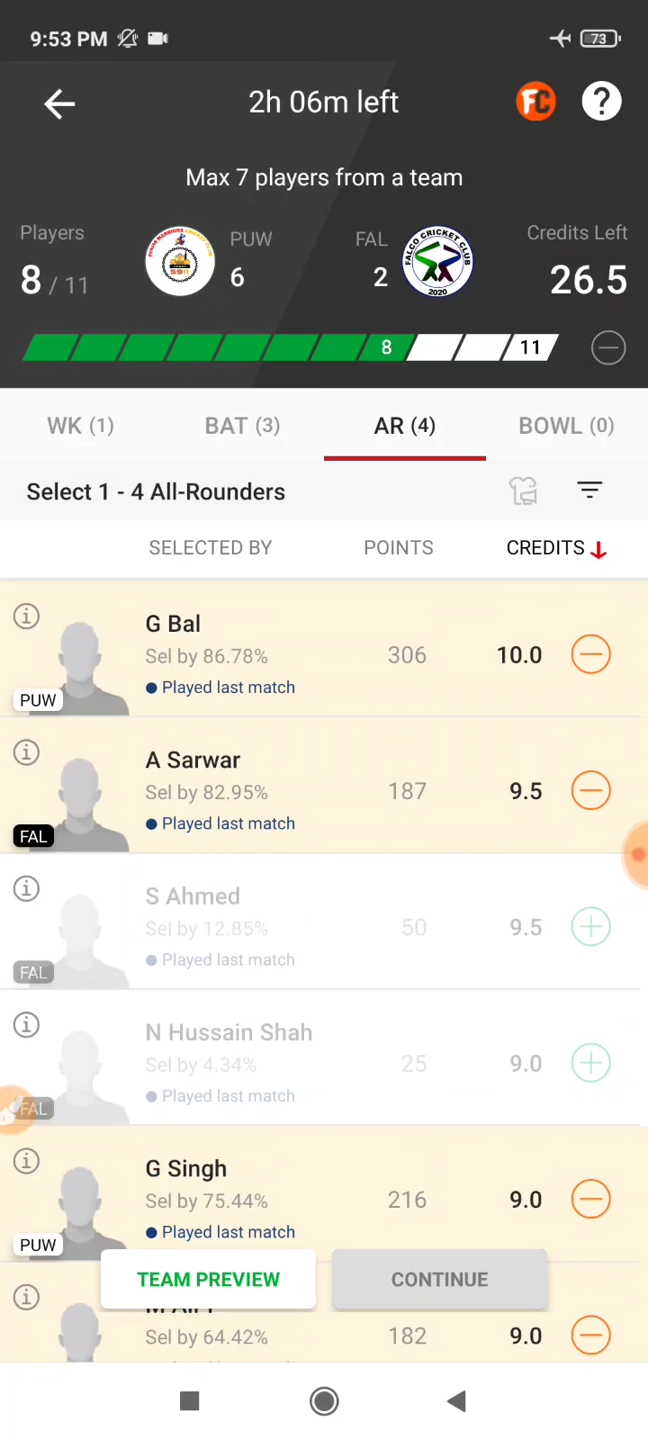 9:53 PM
73
2h 06m left
FC
?
Max 7 players from a team
Players
PUW
FAL
Credits Left
8 / 11
6
2
26.5
5911
FALCO CRICKET CLUB
2020
8
11
WK (1)
BAT (3)
AR (4)
BOWL (0)
Select 1 - 4 All-Rounders
SELECTED BY
POINTS
CREDITS
G Bal
Sel by 86.78%
306
10.0
Played last match
PUW
A Sarwar
Sel by 82.95%
187
9.5
Played last match
FAL
S Ahmed
Sel by 12.85%
50
9.5
Played last match
FAL
N Hussain Shah
Sel by 4.34%
25
9.0
Played last match
FAL
G Singh
Sel by 75.44%
216
9.0
Played last match
PUW
TEAM PREVIEW
CONTINUE
Sel by 64.42%
182
9.0